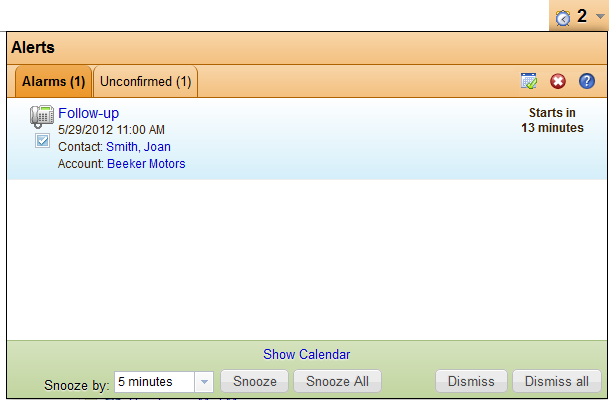 2
Alerts
Alarms (1) Unconfirmed (1)
Follow-up
5/29/2012 11:00 AM
Contact: Smith, Joan
Account: Beeker Motors
Starts in
13 minutes
Show Calendar
Snooze by: 5 minutes Snooze Snooze All Dismiss Dismiss all